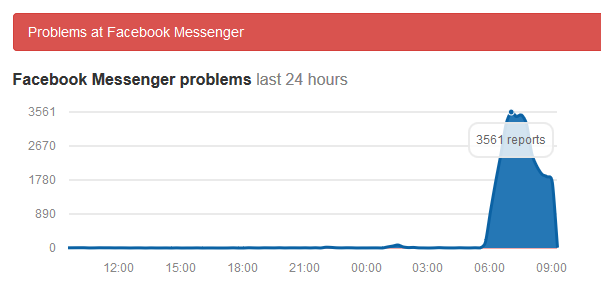 Problems at Facebook Messenger
Facebook Messenger problems last 24 hours
3561
2670
1780
890
0
3561 reports
12:00 15:00 18:00 21:00 00:00 03:00 06:00 09:00